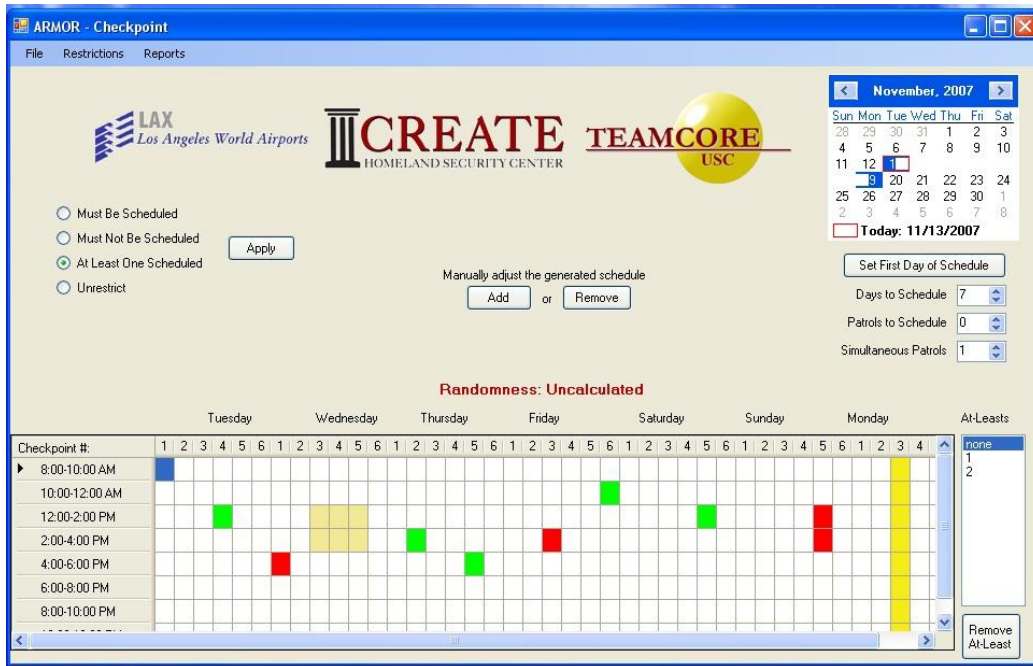 ARMOR - Checkpoint
File Restrictions Reports
LAX
Los Angeles World Airports
CREATE
HOMELAND SECURITY CENTER
TEAMCORE
USC
November, 2007
Sun Mon Tue Wed Thu Fri Sat
28 29 30 31 1 2 3
4 5 6 7 8 9 10
11 12 1
9 20 21 22 23 24
25 26 27 28 29 30 1
2 3 4 5 6 7 8
Today: 11/13/2007
Must Be Scheduled
Must Not Be Scheduled
At Least One Scheduled
Unrestrict
Apply
Manually adjust the generated schedule
Add or Remove
Set First Day of Schedule
Days to Schedule 7
Patrols to Schedule 0
Simultaneous Patrols 1
Randomness: Uncalculated
Tuesday Wednesday Thursday Friday Saturday Sunday Monday At-Leasts
Checkpoint #: 1 2 3 4 5 6 1 2 3 4 5 6 1 2 3 4 5 6 1 2 3 4 5 6 1 2 3 4 5 6 1 2 3 4 5 6 1 2 3 4
8:00-10:00 AM
10:00-12:00 AM
12:00-2:00 PM
2:00-4:00 PM
4:00-6:00 PM
6:00-8:00 PM
8:00-10:00 PM
none
1
2
Remove
At-Least